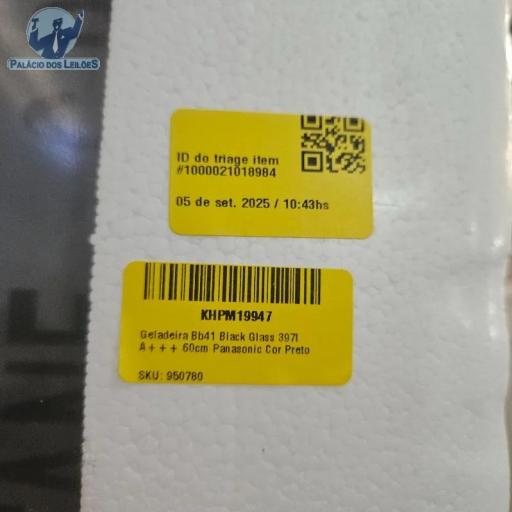 PALÁCIO DOS LEILÕES
ID do triage item
#1000021018984
05 de set. 2025 / 10:43hs
KHPM19947
Geladeira Bb41 Black Glass 397l
A+++ 60cm Panasonic Cor Preto
SKU: 950780